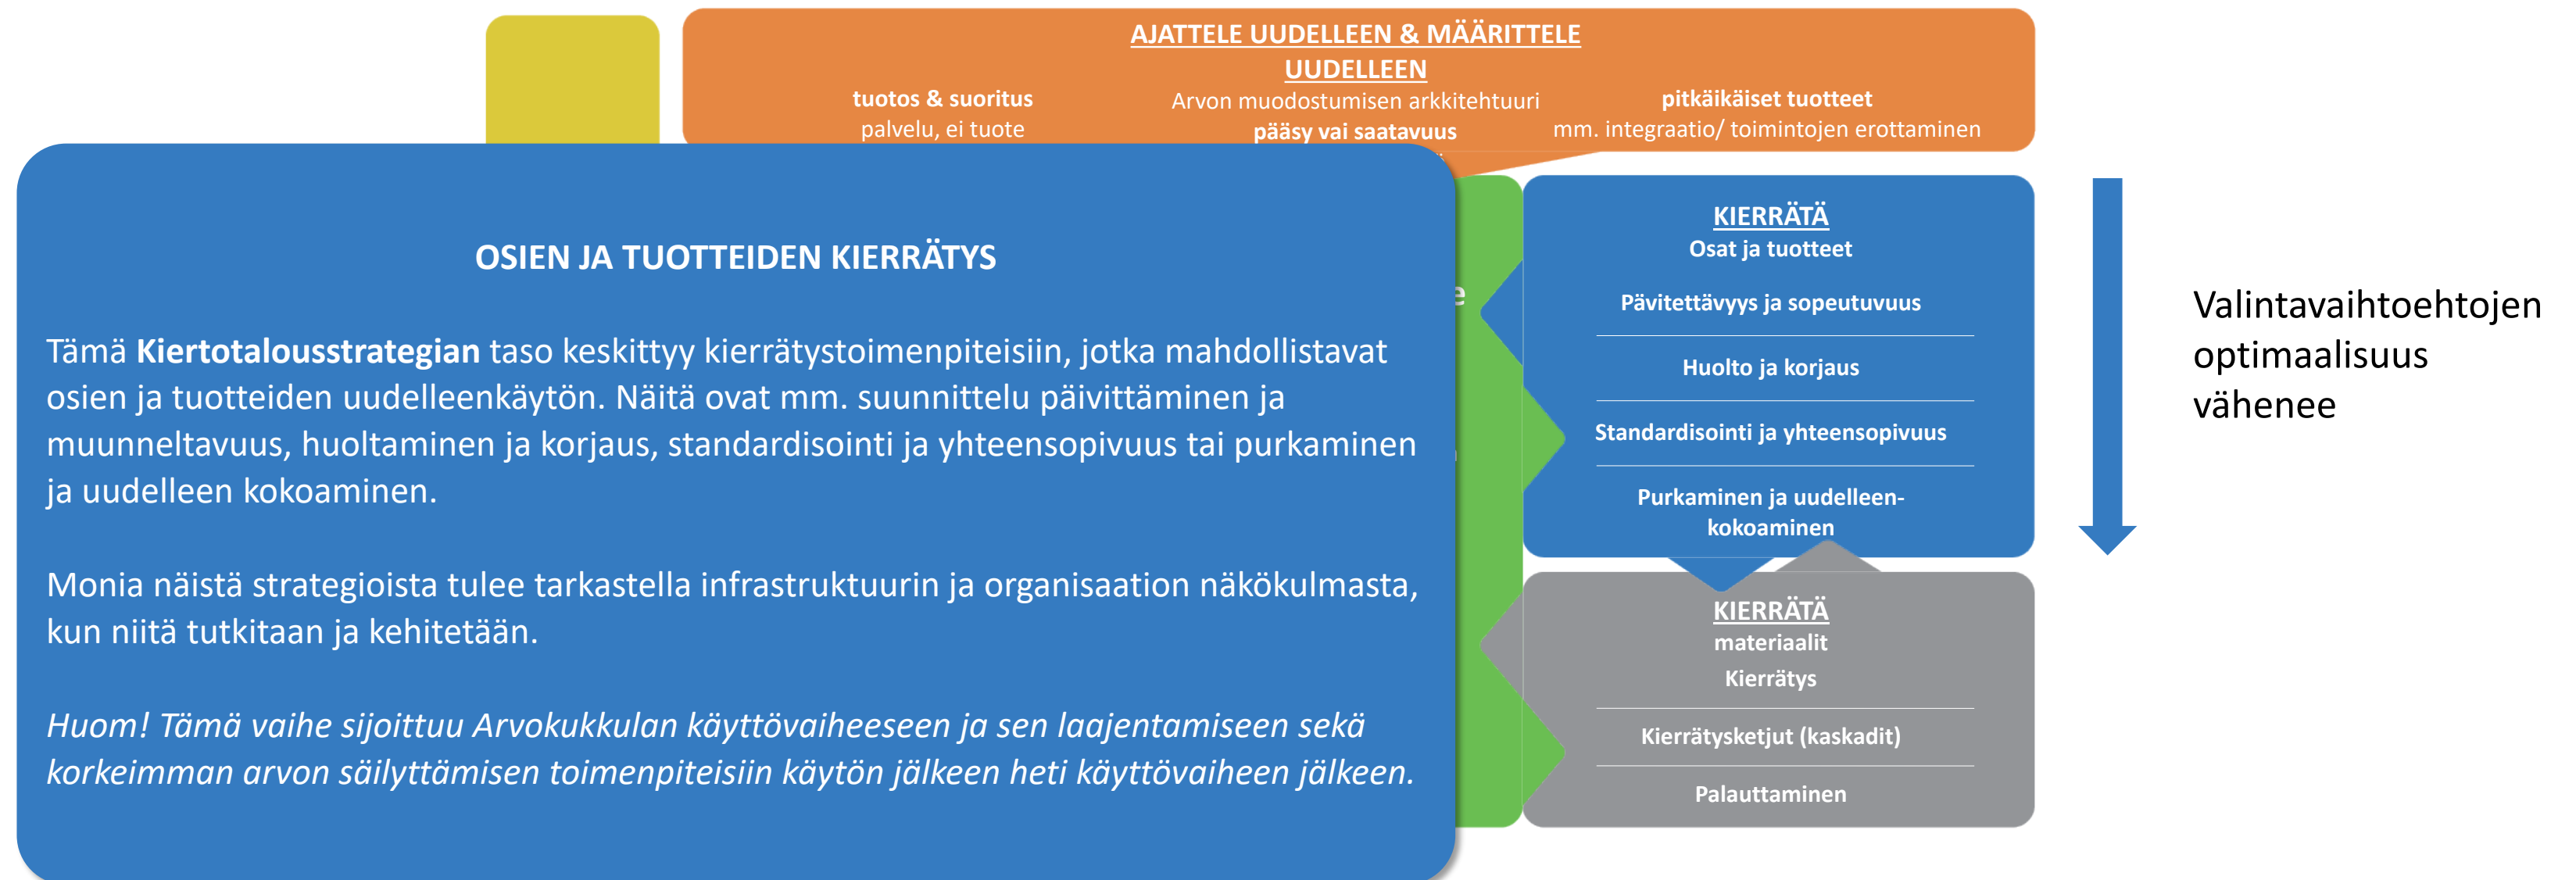 AJATTELE UUDELLEEN & MÄÄRITTELE
UUDELLEEN
tuotos & suoritus
palvelu, ei tuote
Arvon muodostumisen arkkitehtuuri
pääsy vai saatavuus
pitkäikäiset tuotteet
mm. integraatio/ toimintojen erottaminen
OSIEN JA TUOTTEIDEN KIERRÄTYS
Tämä Kiertotalousstrategian taso keskittyy kierrätystoimenpiteisiin, jotka mahdollistavat
osien ja tuotteiden uudelleenkäytön. Näitä ovat mm. suunnittelu päivittäminen ja
muunneltavuus, huoltaminen ja korjaus, standardisointi ja yhteensopivuus tai purkaminen
ja uudelleen kokoaminen.
Monia näistä strategioista tulee tarkastella infrastruktuurin ja organisaation näkökulmasta,
kun niitä tutkitaan ja kehitetään.
Huom! Tämä vaihe sijoittuu Arvokukkulan käyttövaiheeseen ja sen laajentamiseen sekä
korkeimman arvon säilyttämisen toimenpiteisiin käytön jälkeen heti käyttövaiheen jälkeen.
KIERRÄTÄ
Osat ja tuotteet
Pävitettävyys ja sopeutuvuus
Huolto ja korjaus
Standardisointi ja yhteensopivuus
Purkaminen ja uudelleen-
kokoaminen
KIERRÄTÄ
materiaalit
Kierrätys
Kierrätysketjut (kaskadit)
Palauttaminen
Valintavaihtoehtojen
optimaalisuus
vähenee